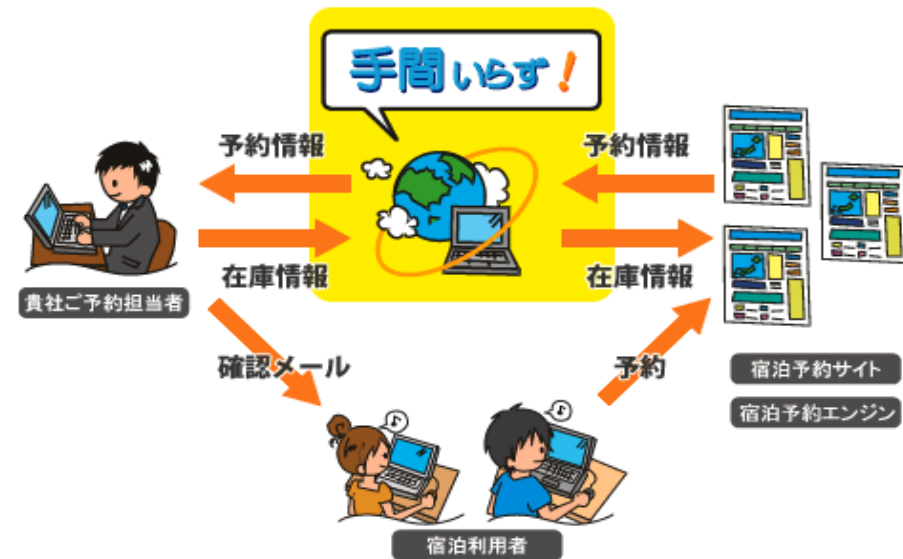 手間いらず！
予約情報
予約情報
在庫情報
在庫情報
貴社ご予約担当者
確認メール
予約
宿泊予約サイト
宿泊予約エンジン
宿泊利用者